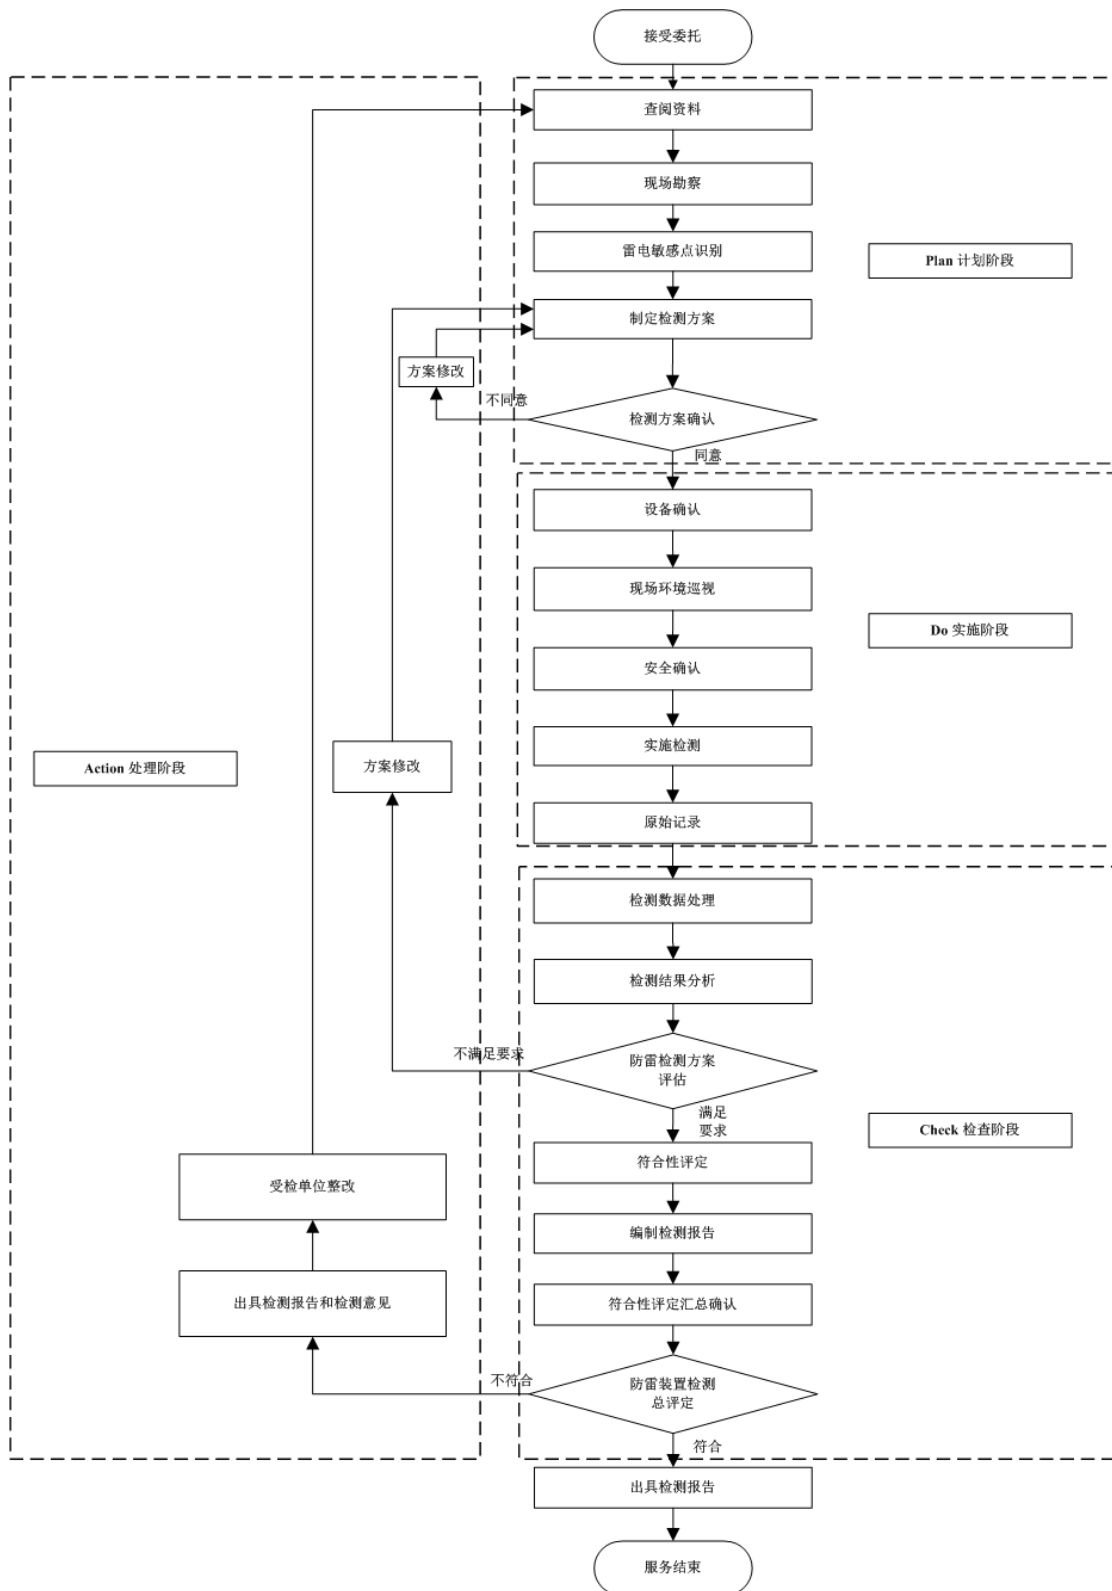 接受委托
查阅资料
现场勘察
雷电敏感点识别
Plan 计划阶段
制定检测方案
方案修改
不同意
检测方案确认
同意
设备确认
现场环境巡视
Do 实施阶段
安全确认
实施检测
Action 处理阶段
方案修改
原始记录
检测数据处理
检测结果分析
不满足要求
防雷检测方案
评估
满足
要求
Check 检查阶段
符合性评定
受检单位整改
编制检测报告
出具检测报告和检测意见
符合性评定汇总确认
不符合
防雷装置检测
总评定
符合
出具检测报告
服务结束